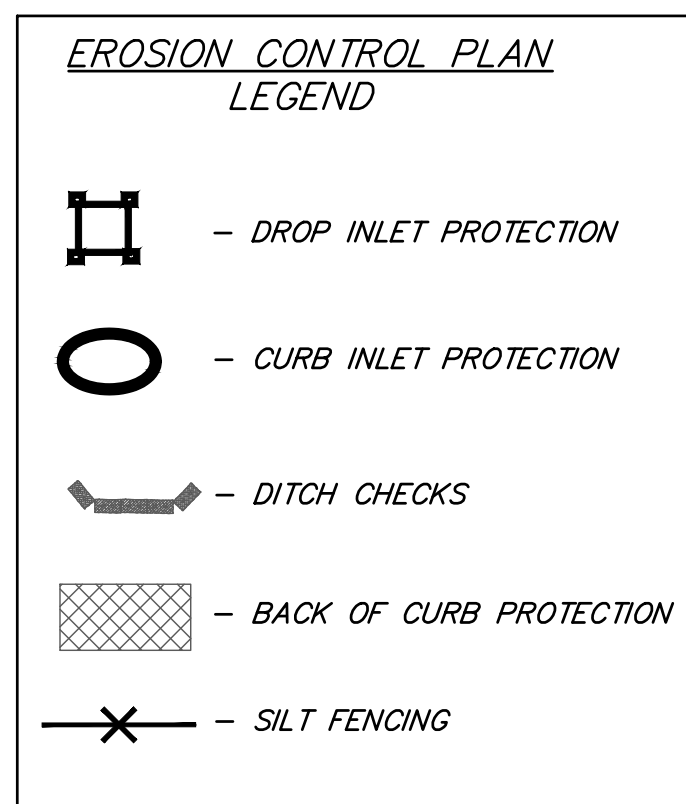 EROSION CONTROL PLAN
LEGEND
- DROP INLET PROTECTION
- CURB INLET PROTECTION
- DITCH CHECKS
- BACK OF CURB PROTECTION
- SILT FENCING